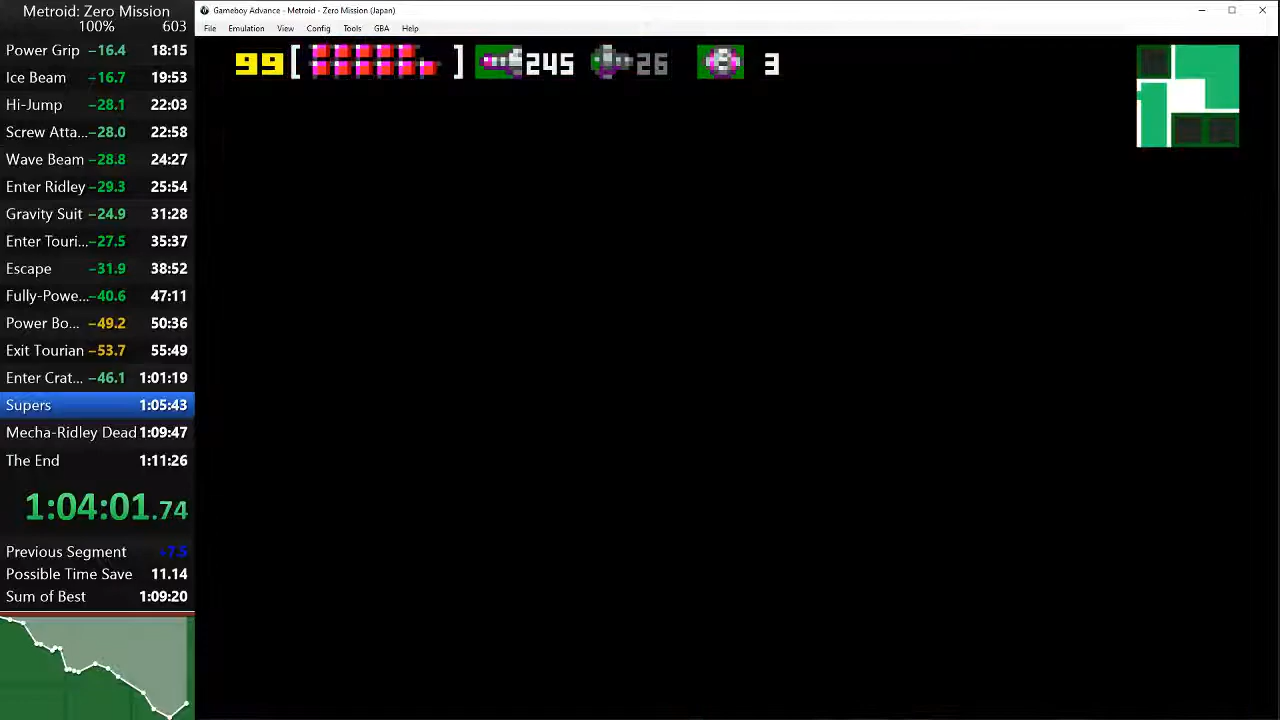 Metroid: Zero Mission
100% 603
Power Grip −16.4 18:15
Ice Beam −16.7 19:53
Hi-Jump −28.1 22:03
Screw Atta... −28.0 22:58
Wave Beam −28.8 24:27
Enter Ridley −29.3 25:54
Gravity Suit −24.9 31:28
Enter Touri... −27.5 35:37
Escape −31.9 38:52
Fully-Powe... −40.6 47:11
Power Bo... −49.2 50:36
Exit Tourian −53.7 55:49
Enter Crat... −46.1 1:01:19
Supers 1:05:43
Mecha-Ridley Dead 1:09:47
The End 1:11:26
1:04:01.74
Previous Segment +7.5
Possible Time Save 11.14
Sum of Best 1:09:20
Gameboy Advance - Metroid - Zero Mission (Japan)
File Emulation View Config Tools GBA Help
99 [ ] 245 26 3